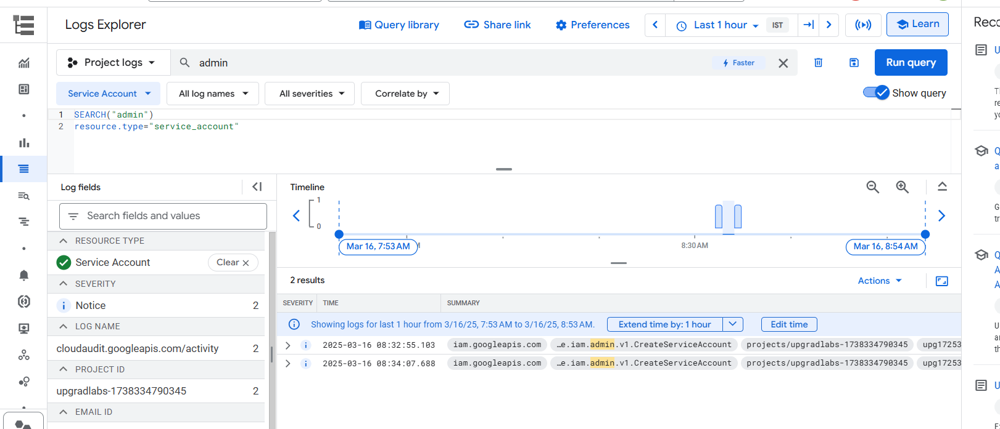 Logs Explorer
Query library
Share link
Preferences
Last 1 hour
IST
Learn
Project logs
admin
Faster
Run query
Service Account
All log names
All severities
Correlate by
Show query
1 SEARCH("admin")
2 resource.type="service_account"
Log fields
Search fields and values
RESOURCE TYPE
Service Account
Clear
SEVERITY
Notice 2
LOG NAME
cloudaudit.googleapis.com/activity 2
PROJECT ID
upgradlabs-1738334790345 2
EMAIL ID
Timeline
1
0
Mar 16, 7:53 AM
8:30 AM
Mar 16, 8:54 AM
2 results
Actions
SEVERITY TIME SUMMARY
Showing logs for last 1 hour from 3/16/25, 7:53 AM to 3/16/25, 8:53 AM.
Extend time by: 1 hour
Edit time
2025-03-16 08:32:55.103 iam.googleapis.com …e.iam.admin.v1.CreateServiceAccount projects/upgradlabs-1738334790345 upg17253
2025-03-16 08:34:07.688 iam.googleapis.com …e.iam.admin.v1.CreateServiceAccount projects/upgradlabs-1738334790345 upg17253